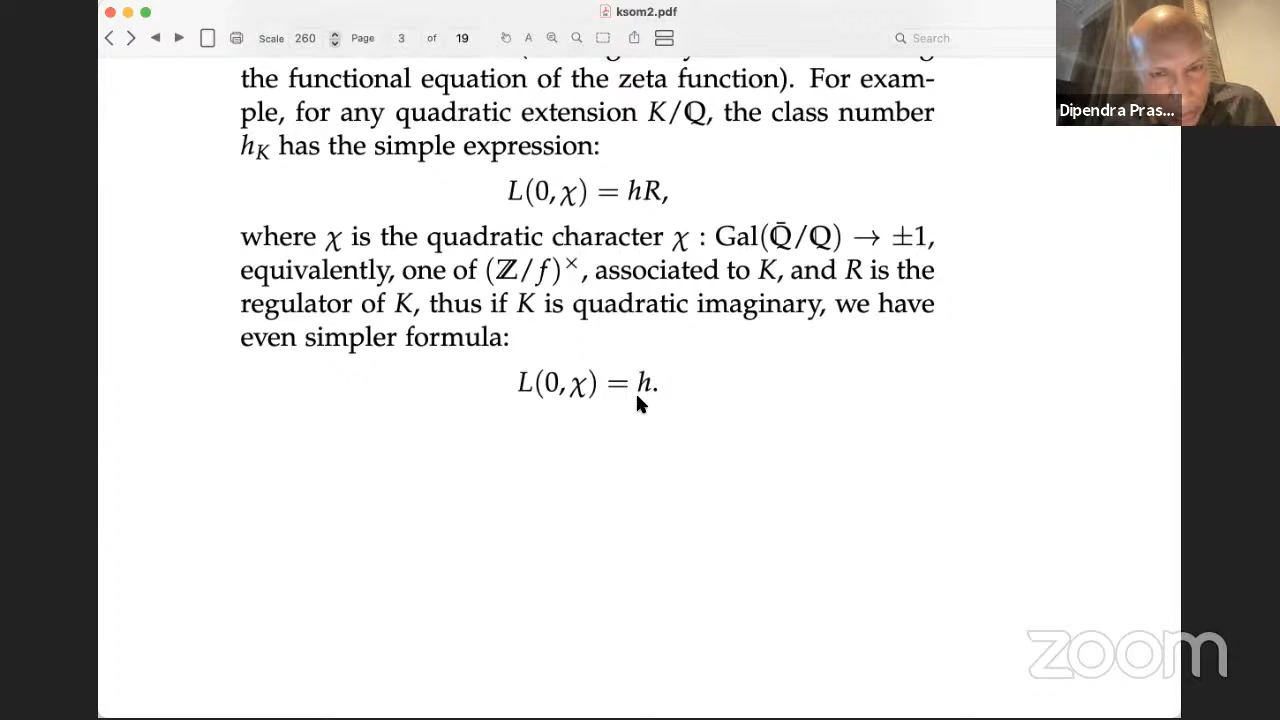 ksom2.pdf
Scale 260 Page 3 of 19 A Search
the functional equation of the zeta function). For exam-
ple, for any quadratic extension K/ℚ, the class number
h_K has the simple expression:
L(0, χ) = hR,
where χ is the quadratic character χ : Gal(ℚ̄/ℚ) → ±1,
equivalently, one of (ℤ/f)^×, associated to K, and R is the
regulator of K, thus if K is quadratic imaginary, we have
even simpler formula:
L(0, χ) = h.
Dipendra Pras...
zoom